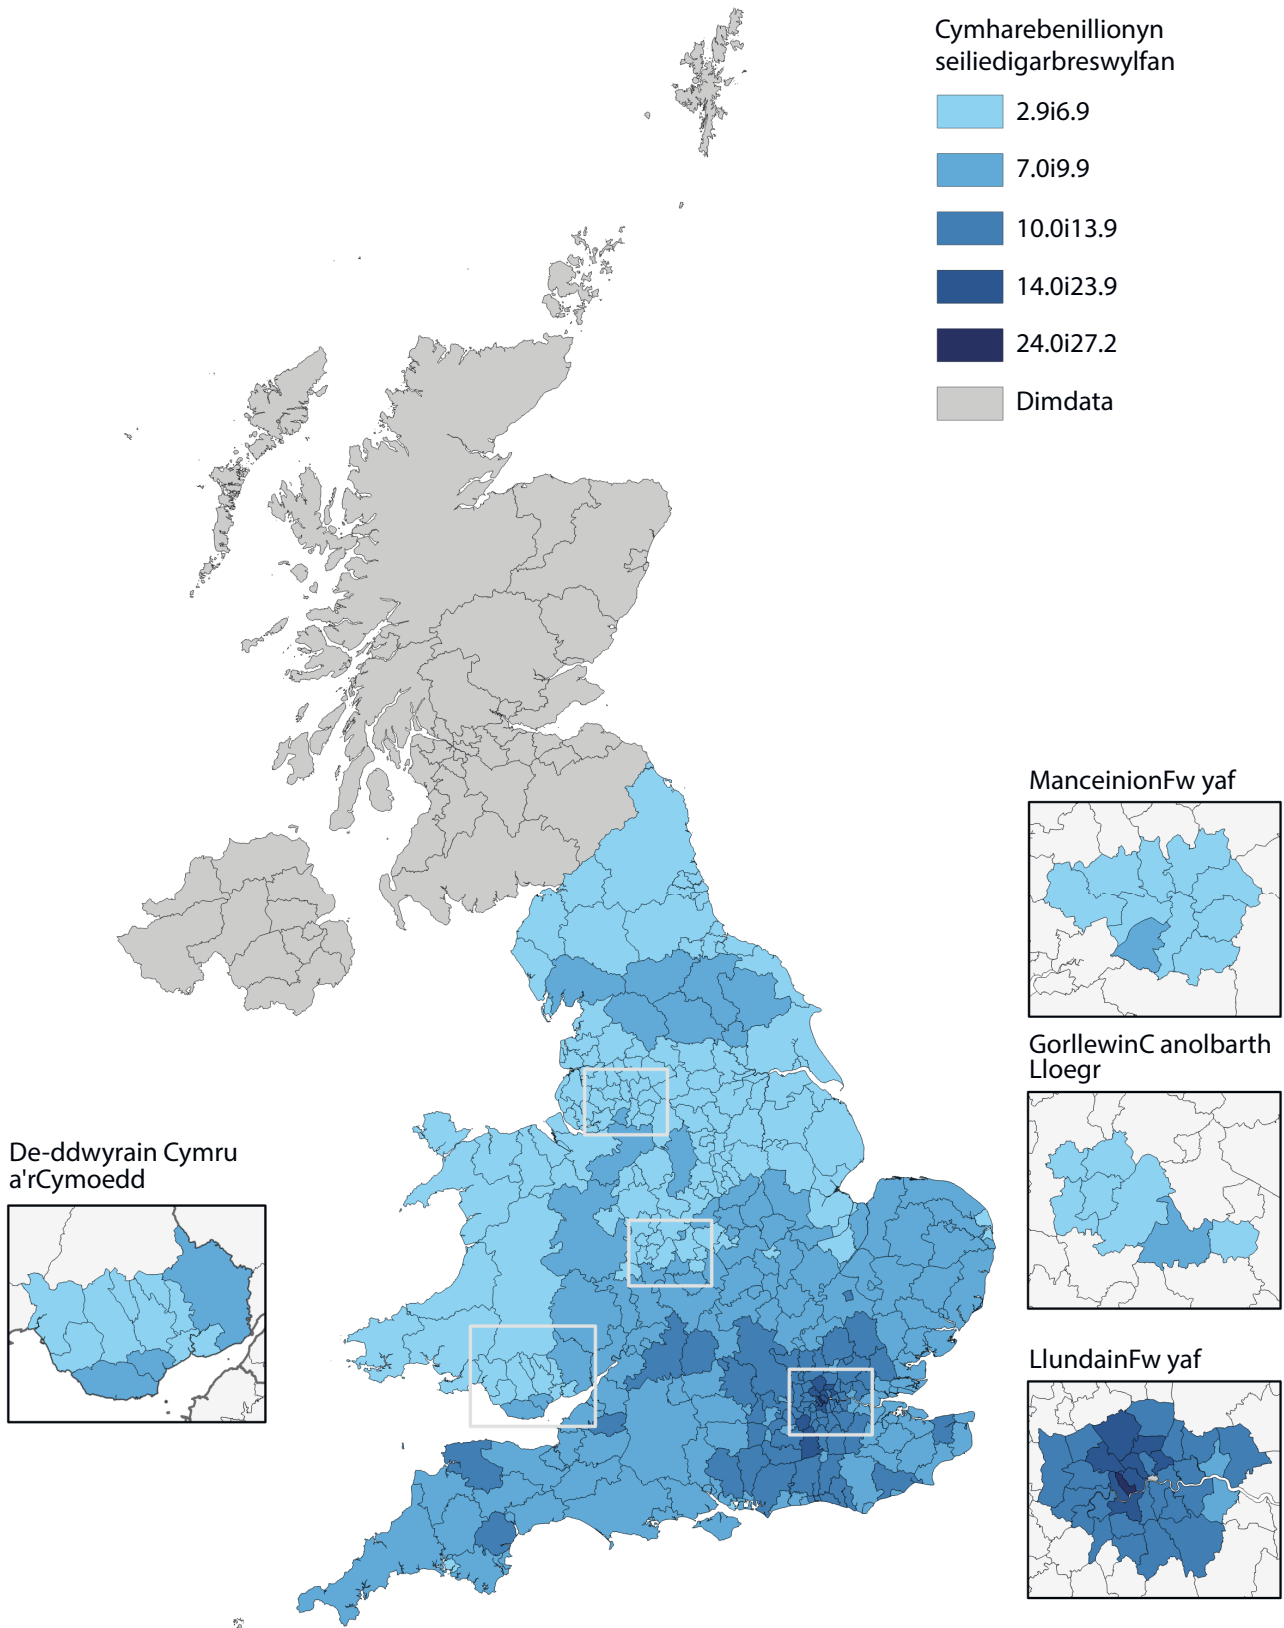 Cymharebenillionyn
seiliedigarbreswylfan
2.9i6.9
7.0i9.9
10.0i13.9
14.0i23.9
24.0i27.2
Dimdata
ManceinionFw yaf
GorllewinC anolbarth
Lloegr
De-ddwyrain Cymru
a'rCymoedd
LlundainFw yaf